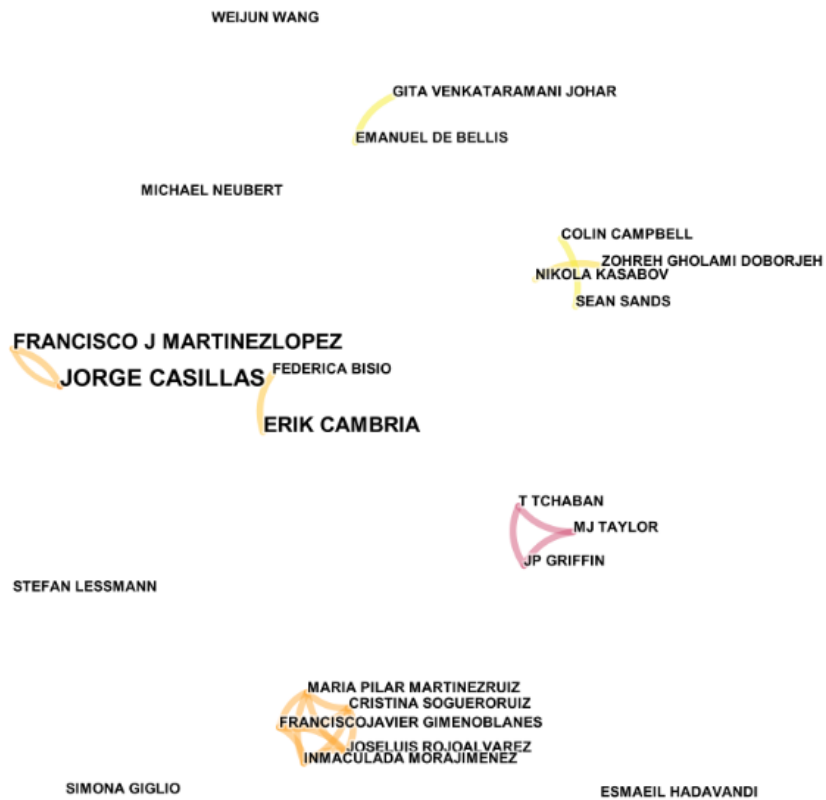 WEIJUN WANG
GITA VENKATARAMANI JOHAR
EMANUEL DE BELLIS
MICHAEL NEUBERT
COLIN CAMPBELL
ZOHREH GHOLAMI DOBORJEH
NIKOLA KASABOV
SEAN SANDS
FRANCISCO J MARTINEZLOPEZ
JORGE CASILLAS
FEDERICA BISIO
ERIK CAMBRIA
T TCHABAN
MJ TAYLOR
JP GRIFFIN
STEFAN LESSMANN
MARIA PILAR MARTINEZRUIZ
CRISTINA SOGUERORUIZ
FRANCISCOJAVIER GIMENOBLANES
JOSELUIS ROJOALVAREZ
INMACULADA MORAJIMENEZ
SIMONA GIGLIO
ESMAEIL HADAVANDI